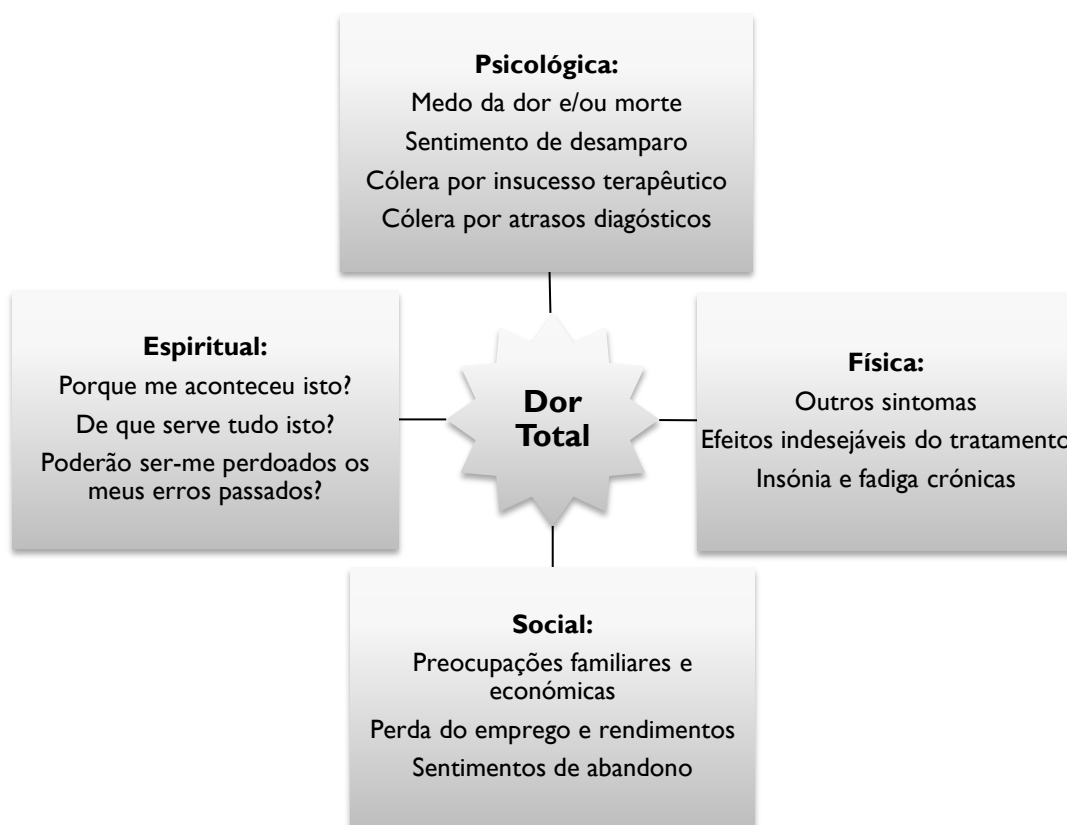 Psicológica:
Medo da dor e/ou morte
Sentimento de desamparo
Cólera por insucesso terapêutico
Cólera por atrasos diagósticos
Espiritual:
Porque me aconteceu isto?
De que serve tudo isto?
Poderão ser-me perdoados os
meus erros passados?
Dor
Total
Física:
Outros sintomas
Efeitos indesejáveis do tratamento
Insónia e fadiga crónicas
Social:
Preocupações familiares e
económicas
Perda do emprego e rendimentos
Sentimentos de abandono